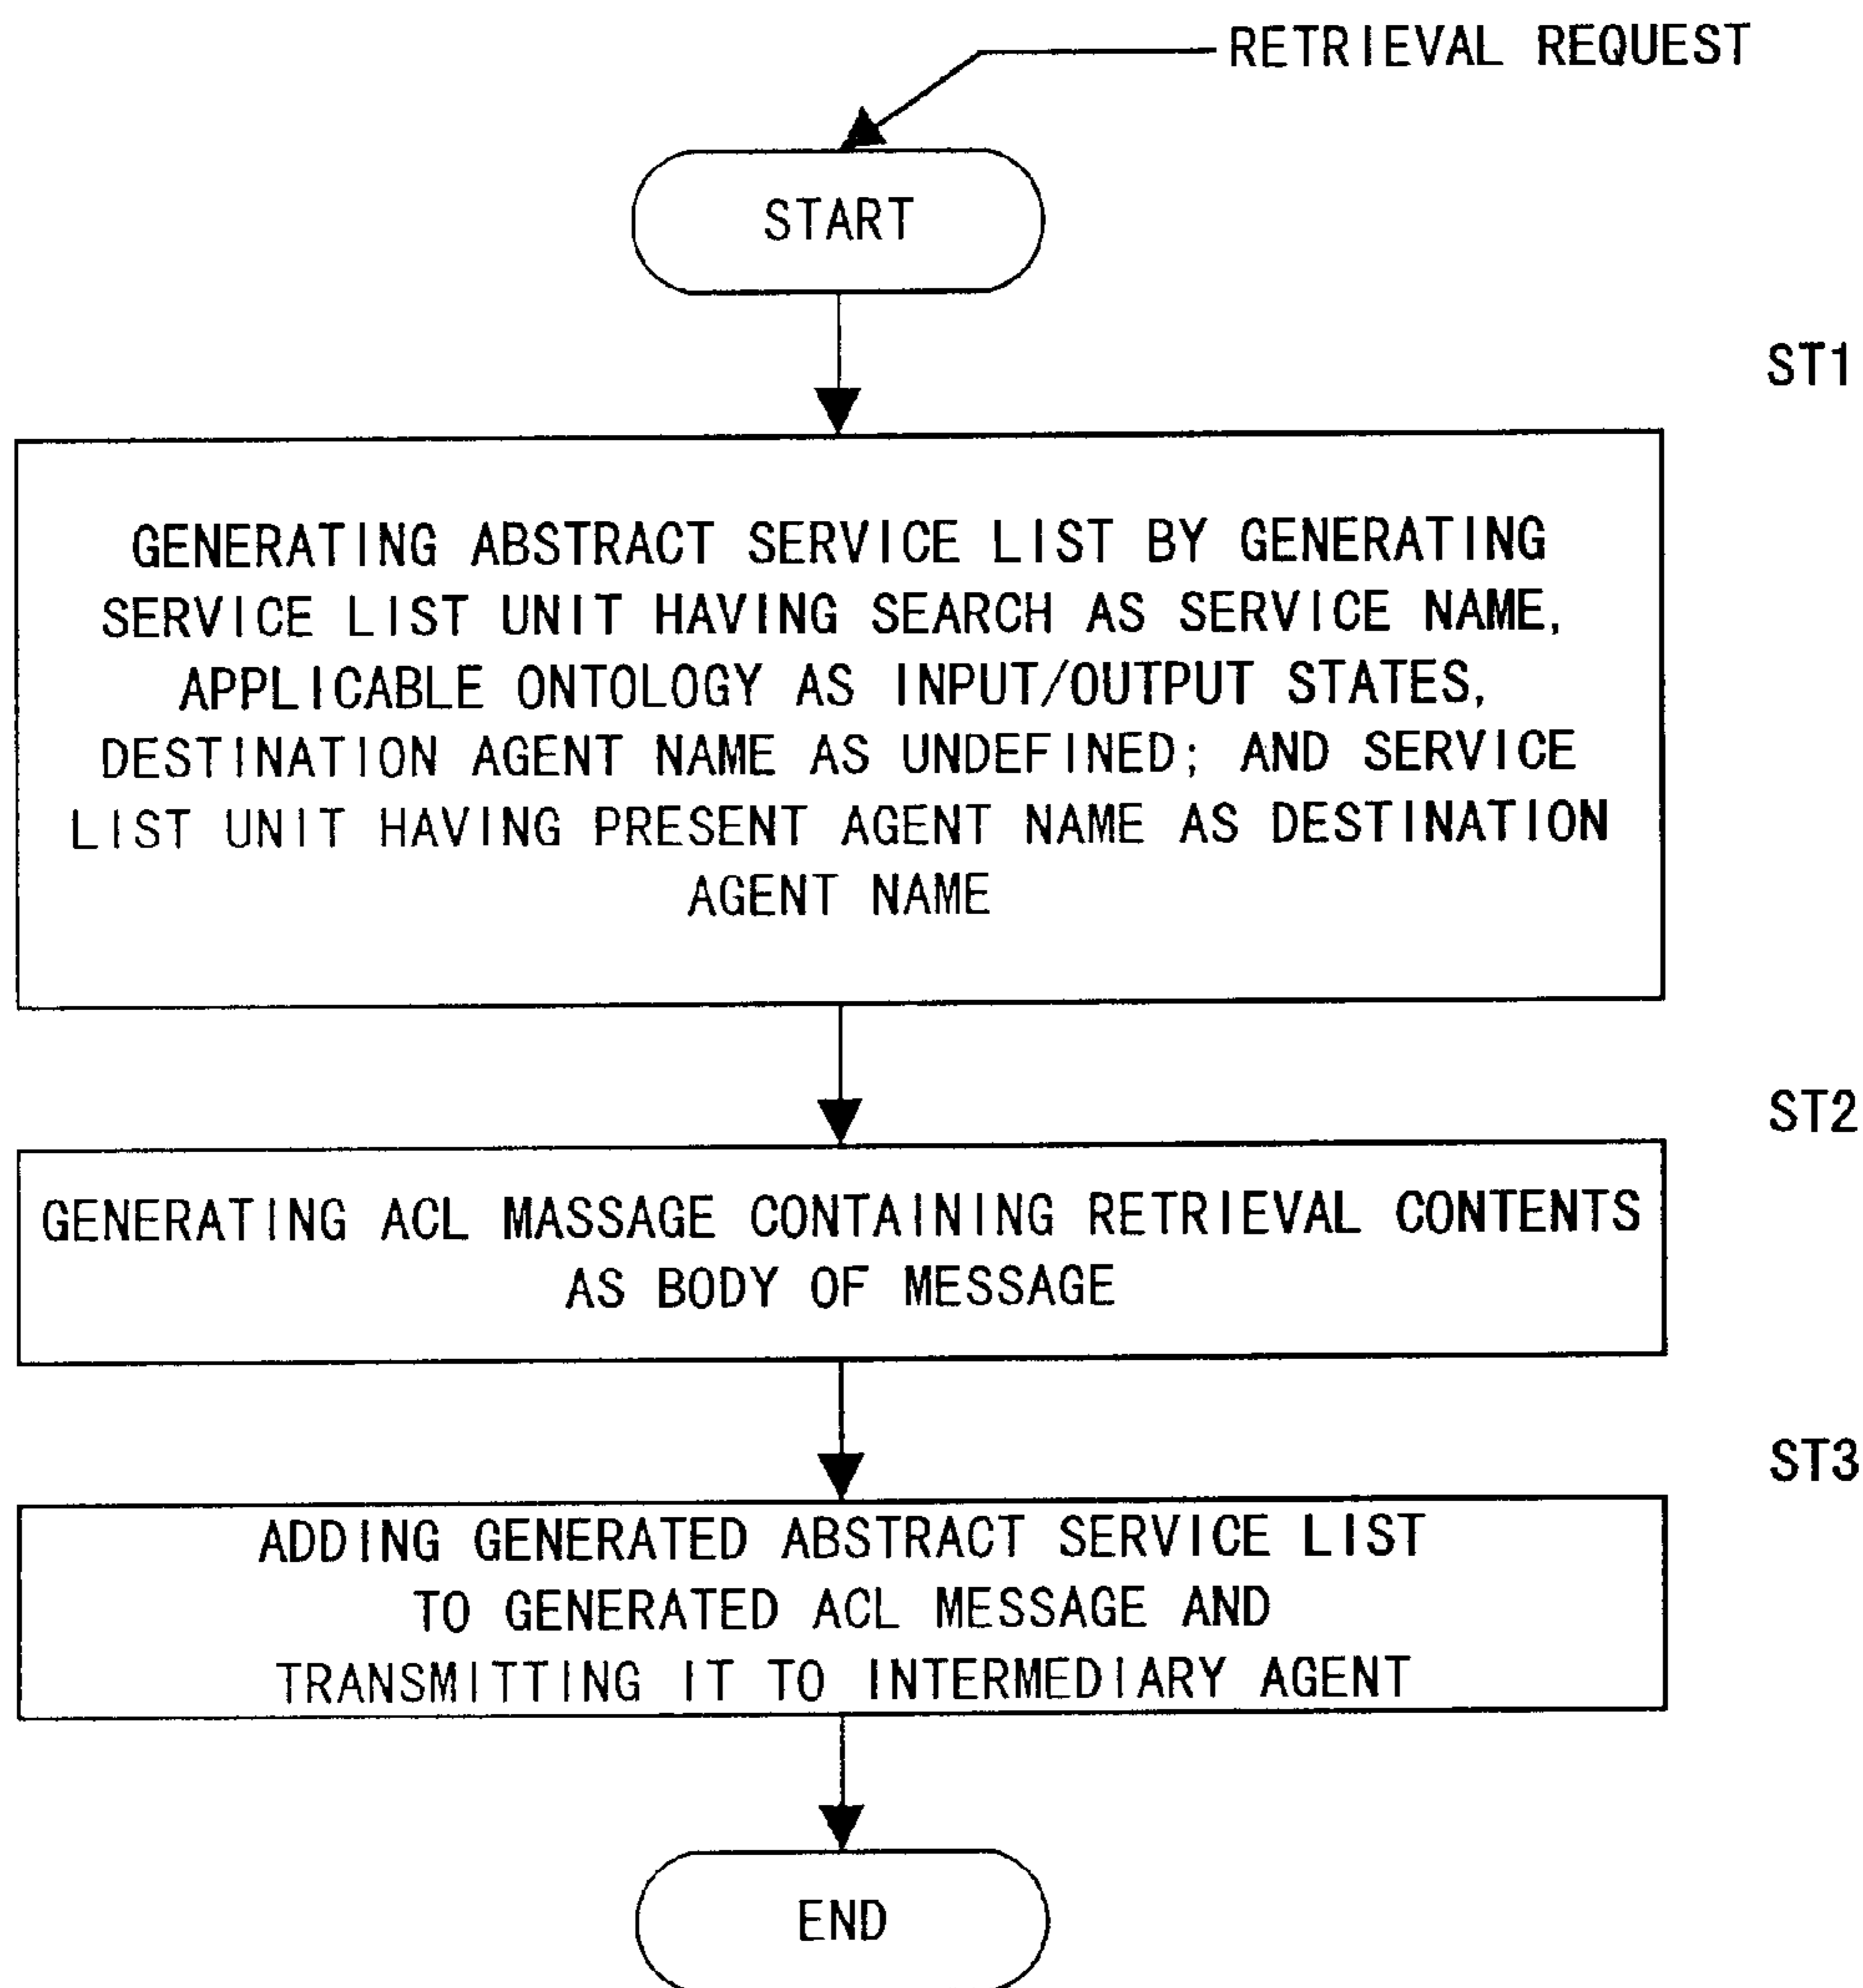 RETRIEVAL REQUEST
START
ST1
GENERATING ABSTRACT SERVICE LIST BY GENERATING
SERVICE LIST UNIT HAVING SEARCH AS SERVICE NAME,
APPLICABLE ONTOLOGY AS INPUT/OUTPUT STATES,
DESTINATION AGENT NAME AS UNDEFINED; AND SERVICE
LIST UNIT HAVING PRESENT AGENT NAME AS DESTINATION
AGENT NAME
ST2
GENERATING ACL MASSAGE CONTAINING RETRIEVAL CONTENTS
AS BODY OF MESSAGE
ST3
ADDING GENERATED ABSTRACT SERVICE LIST
TO GENERATED ACL MESSAGE AND
TRANSMITTING IT TO INTERMEDIARY AGENT
END